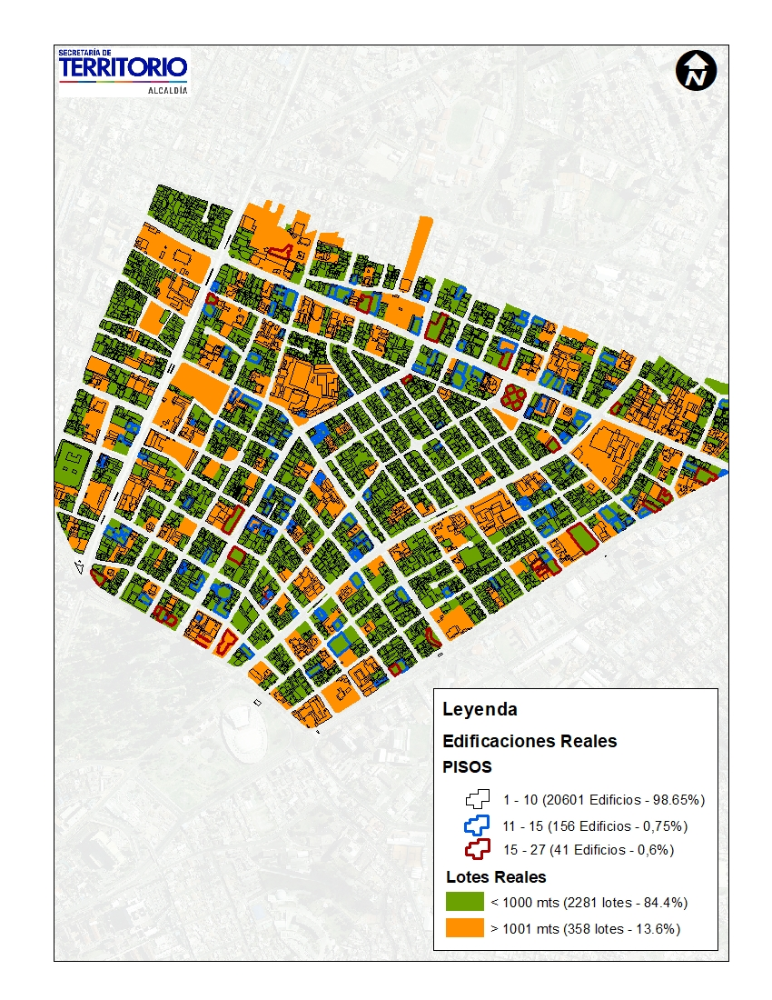 SECRETARÍA DE
TERRITORIO
ALCALDÍA
N
Leyenda
Edificaciones Reales
PISOS
1 - 10 (20601 Edificios - 98.65%)
11 - 15 (156 Edificios - 0,75%)
15 - 27 (41 Edificios - 0,6%)
Lotes Reales
< 1000 mts (2281 lotes - 84.4%)
> 1001 mts (358 lotes - 13.6%)